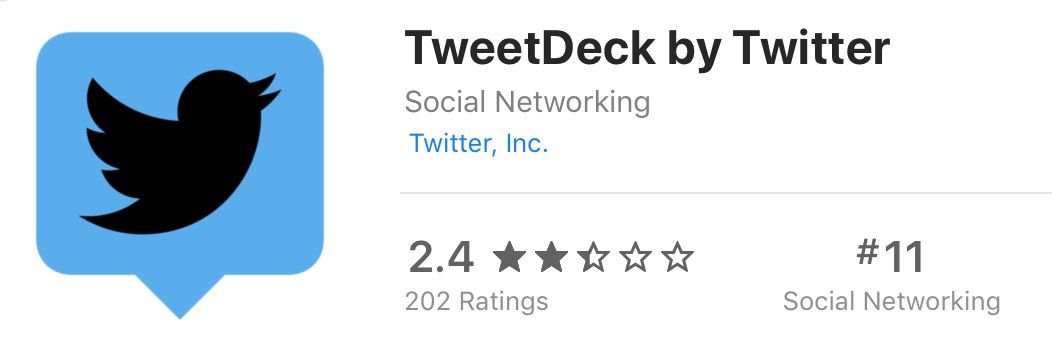 TweetDeck by Twitter
Social Networking
Twitter, Inc.
2.4
202 Ratings
#11
Social Networking